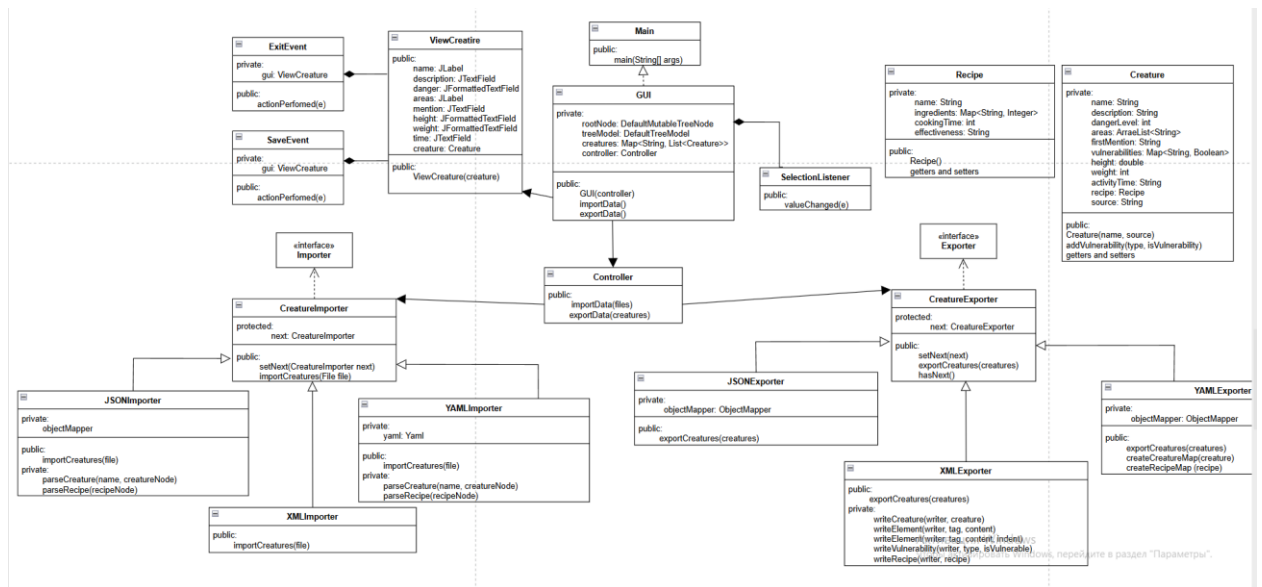 ExitEvent
private:
gui: ViewCreature
public:
actionPerfomed(e)
SaveEvent
private:
gui: ViewCreature
public:
actionPerfomed(e)
ViewCreatire
public:
name: JLabel
description: JTextField
danger: JFormattedTextField
areas: JLabel
mention: JTextField
height: JFormattedTextField
weight: JFormattedTextField
time: JTextField
creature: Creature
public:
ViewCreature(creature)
Main
public:
main(String[] args)
GUI
private:
rootNode: DefaultMutableTreeNode
treeModel: DefaultTreeModel
creatures: Map<String, List<Creature>>
controller: Controller
public:
GUI(controller)
importData()
exportData()
SelectionListener
public:
valueChanged(e)
Recipe
private:
name: String
ingredients: Map<String, Integer>
cookingTime: int
effectiveness: String
public:
Recipe()
getters and setters
Creature
private:
name: String
description: String
dangerLevel: int
areas: ArraeList<String>
firstMention: String
vulnerabilities: Map<String, Boolean>
height: double
weight: int
activityTime: String
recipe: Recipe
source: String
public:
Creature(name, source)
addVulnerability(type, isVulnerability)
getters and setters
«interface»
Importer
«interface»
Exporter
Controller
public:
importData(files)
exportData(creatures)
CreatureImporter
protected:
next: CreatureImporter
public:
setNext(CreatureImporter next)
importCreatures(File file)
CreatureExporter
protected:
next: CreatureExporter
public:
setNext(next)
exportCreatures(creatures)
hasNext()
JSONImporter
private:
objectMapper
public:
importCreatures(file)
private:
parseCreature(name, creatureNode)
parseRecipe(recipeNode)
YAMLImporter
private:
yaml: Yaml
public:
importCreatures(file)
private:
parseCreature(name, creatureNode)
parseRecipe(recipeNode)
XMLImporter
public:
importCreatures(file)
JSONExporter
private:
objectMapper: ObjectMapper
public:
exportCreatures(creatures)
YAMLExporter
private:
objectMapper: ObjectMapper
public:
exportCreatures(creatures)
createCreatureMap(creature)
createRecipeMap (recipe)
XMLExporter
public:
exportCreatures(creatures)
private:
writeCreature(writer, creature)
writeElement(writer, tag, content)
writeElement(writer, tag, content, indent)
writeVulnerability(writer, type, isVulnerable)
writeRecipe(writer, recipe)
Windows, перейдите в раздел "Параметры".